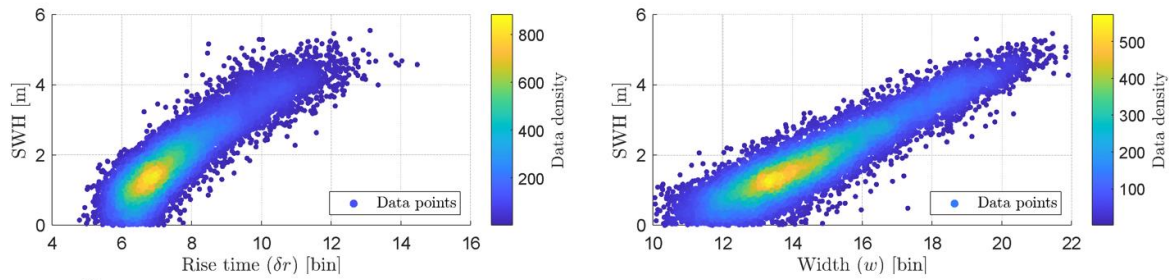 6
4
2
0
SWH [m]
4 6 8 10 12 14 16
Rise time (δr) [bin]
Data points
800
600
400
200
Data density
6
4
2
0
SWH [m]
10 12 14 16 18 20 22
Width (w) [bin]
Data points
500
400
300
200
100
Data density